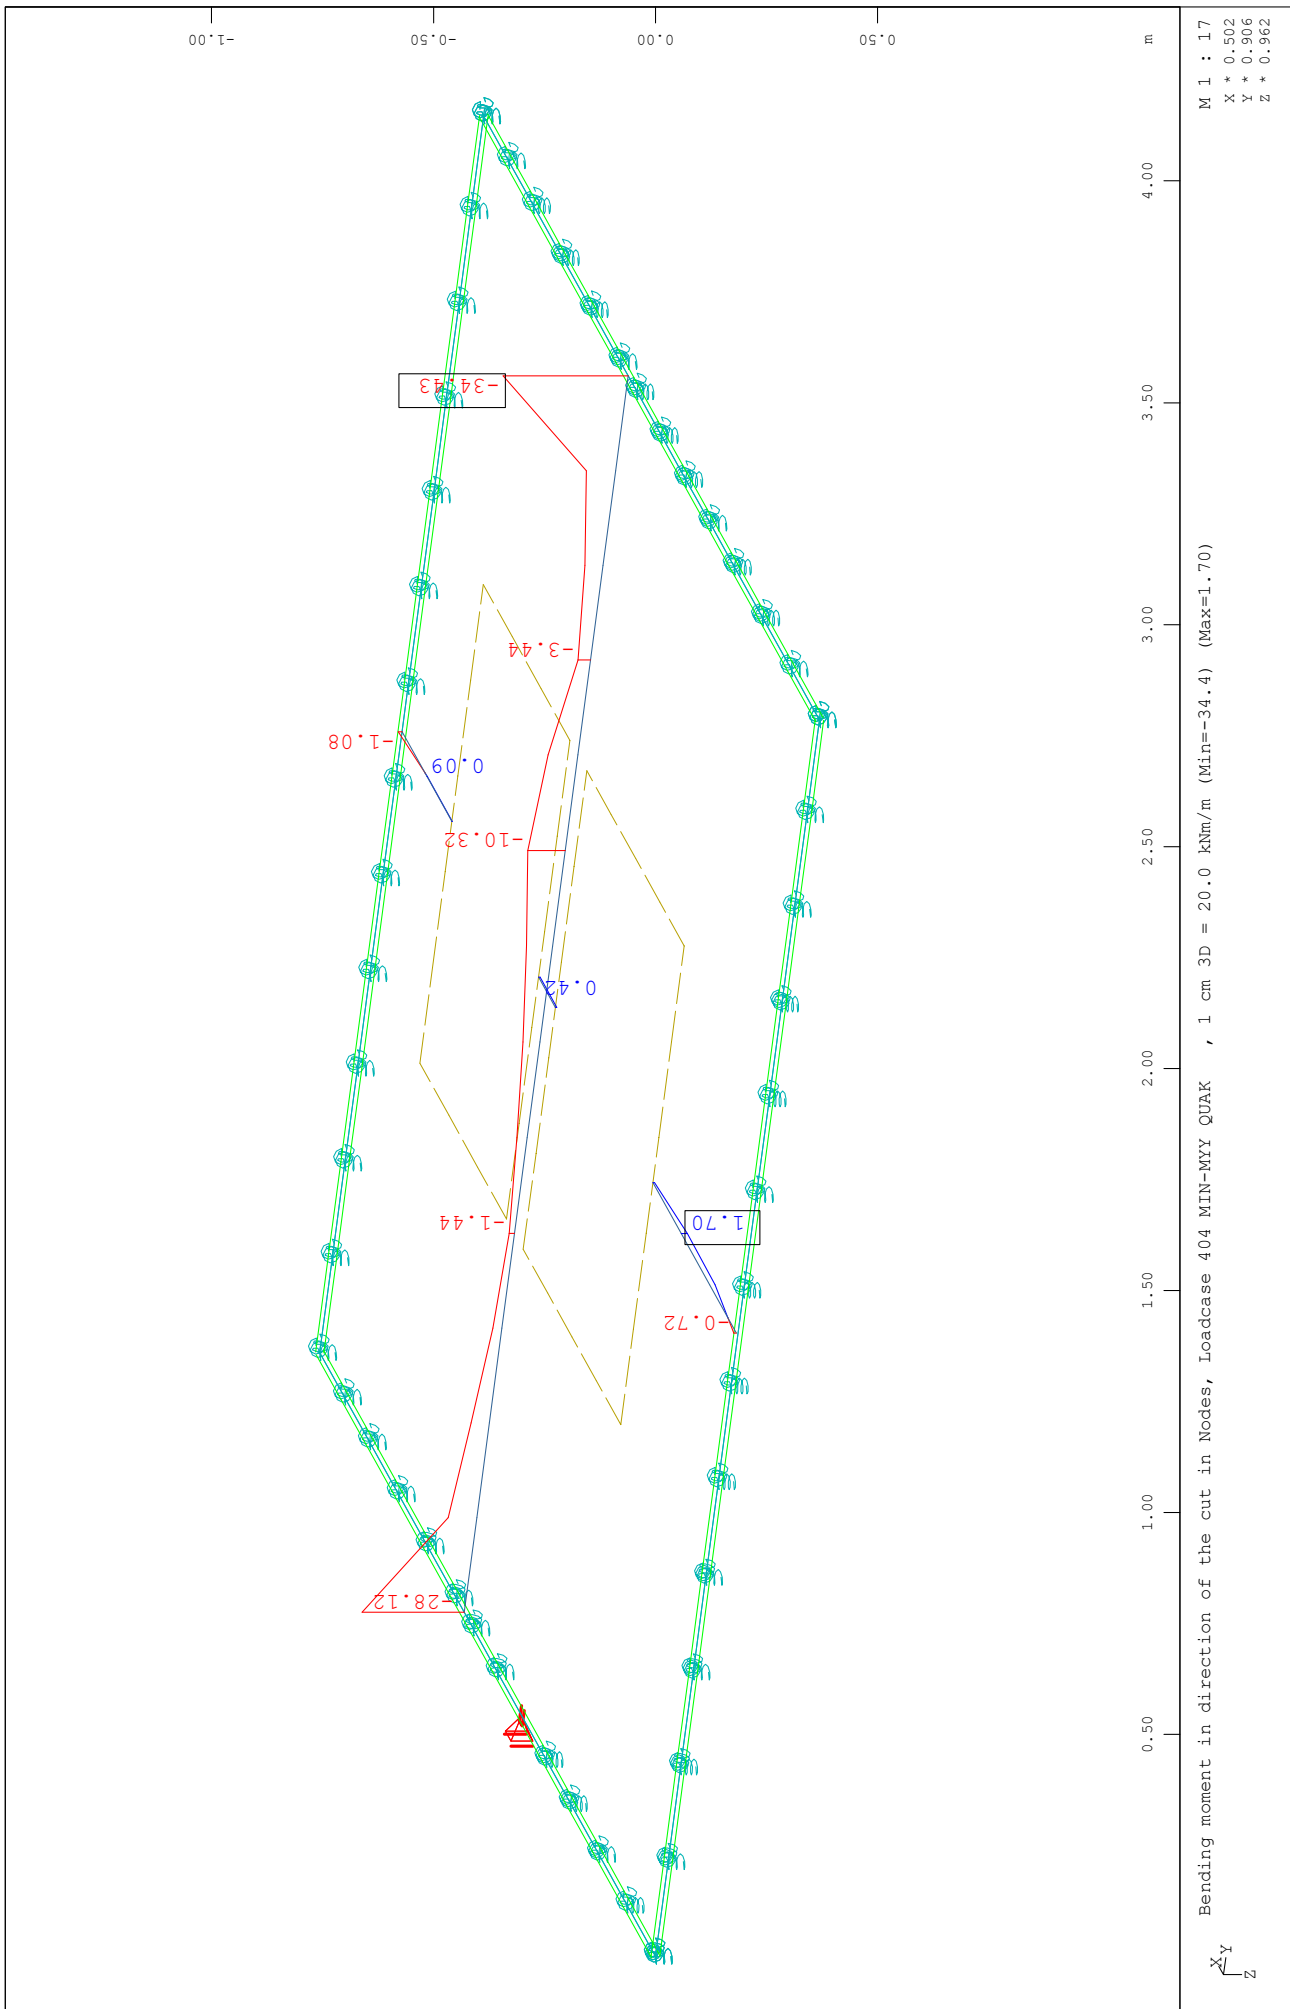 -1.00
-0.50
0.00
0.50
m
4.00
3.50
3.00
2.50
2.00
1.50
1.00
0.50
-34.43
-3.44
-1.08
0.09
-10.32
0.42
-1.44
1.70
-0.72
-28.12
M 1 : 17
X * 0.502
Y * 0.906
Z * 0.962
Bending moment in direction of the cut in Nodes, Loadcase 404 MIN-MYY QUAK , 1 cm 3D = 20.0 kNm/m (Min=-34.4) (Max=1.70)
X
Y
Z